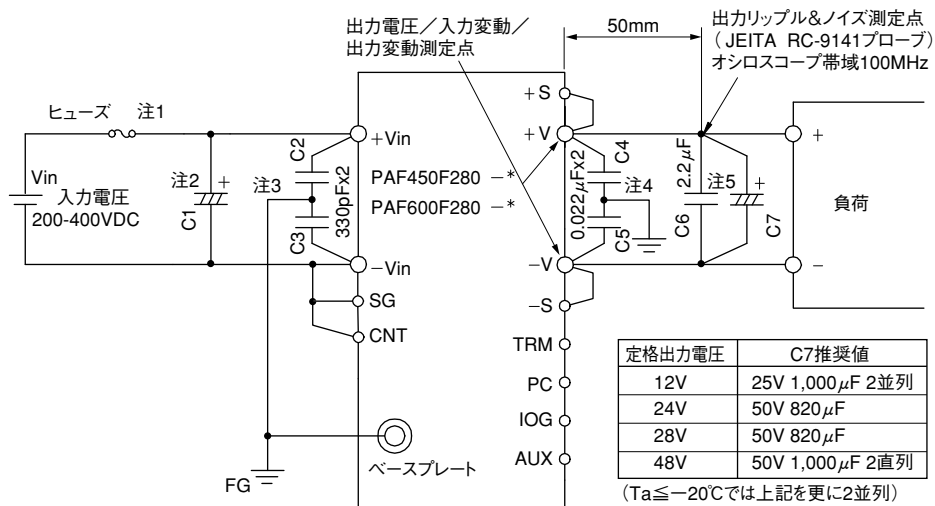 出力電圧／入力変動／
出力変動測定点
50mm
出力リップル＆ノイズ測定点
（JEITA RC-9141プローブ）
オシロスコープ帯域100MHz
ヒューズ 注1
+S
+Vin
+V
C2
C4
2.2μF
+
Vin
入力電圧
200-400VDC
注2
+
C1
注3
330pFx2
PAF450F280 −*
PAF600F280 −*
0.022μFx2
注4
注5
+
負荷
C3
C5
C6
C7
−Vin
−V
−
SG
−S
CNT
TRM
PC
IOG
AUX
ベースプレート
FG
定格出力電圧 C7推奨値
12V 25V 1,000μF 2並列
24V 50V 820μF
28V 50V 820μF
48V 50V 1,000μF 2直列
（Ta≦−20℃では上記を更に2並列）